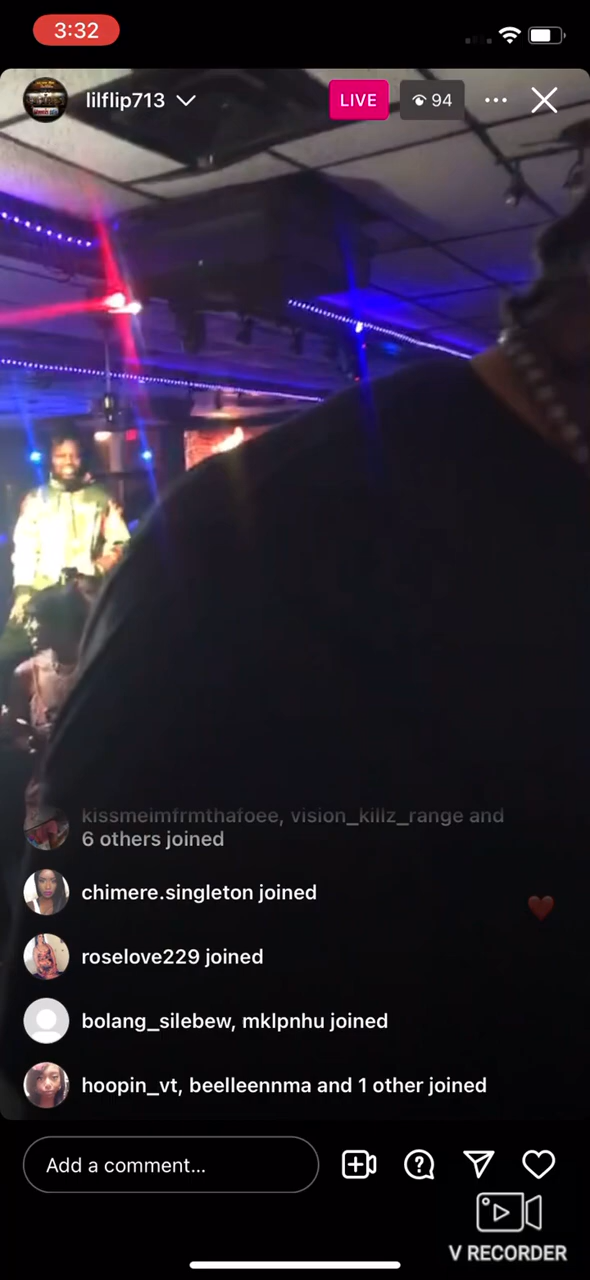 3:32
lilflip713
LIVE
94
kissmeimfrmthafoee, vision_killz_range and
6 others joined
chimere.singleton joined
roselove229 joined
bolang_silebew, mklpnhu joined
hoopin_vt, beelleennma and 1 other joined
Add a comment...
V RECORDER